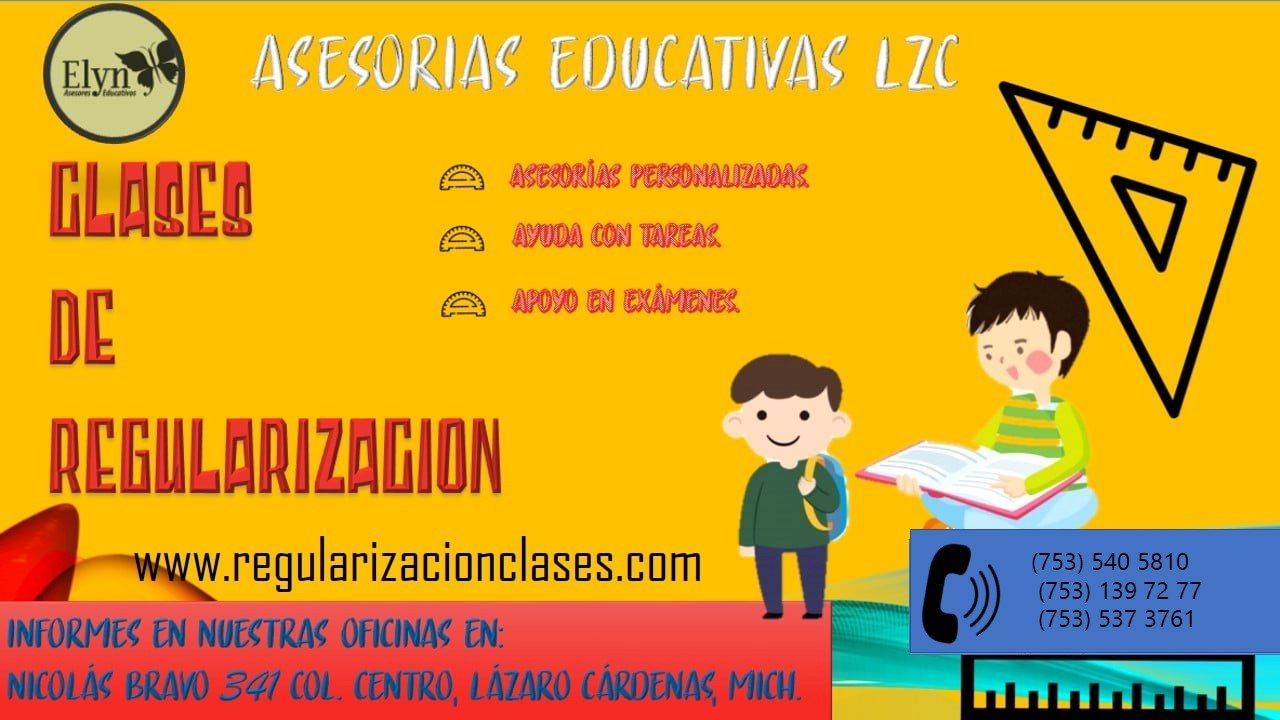 Elyn
Asesores Educativos
ASESORIAS EDUCATIVAS LZC
CLASES
DE
REGULARIZACION
ASESORÍAS PERSONALIZADAS.
AYUDA CON TAREAS.
APOYO EN EXÁMENES.
www.regularizacionclases.com
INFORMES EN NUESTRAS OFICINAS EN:
NICOLÁS BRAVO 341 COL. CENTRO, LÁZARO CÁRDENAS, MICH.
(753) 540 5810
(753) 139 72 77
(753) 537 3761